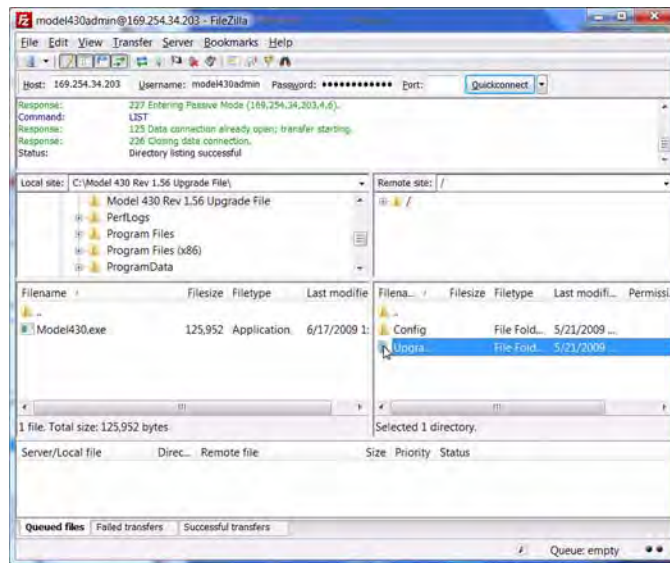 model430admin@169.254.34.203 - FileZilla
File Edit View Transfer Server Bookmarks Help
Host: 169.254.34.203 Username: model430admin Password: ●●●●●●●●●●●● Port: Quickconnect
Response: 227 Entering Passive Mode (169,254,34,203,4,6).
Command: LIST
Response: 125 Data connection already open; transfer starting.
Response: 226 Closing data connection.
Status: Directory listing successful
Local site: C:\Model 430 Rev 1.56 Upgrade File\
Model 430 Rev 1.56 Upgrade File
PerfLogs
Program Files
Program Files (x86)
ProgramData
Remote site: /
/
Filename Filesize Filetype Last modifie
..
Model430.exe 125,952 Application 6/17/2009 1:
1 file. Total size: 125,952 bytes
Filena... Filesize Filetype Last modifi... Permissi
..
Config File Fold... 5/21/2009 ...
Upgra... File Fold... 5/21/2009 ...
Selected 1 directory.
Server/Local file Direc... Remote file Size Priority Status
Queued files Failed transfers Successful transfers
Queue: empty